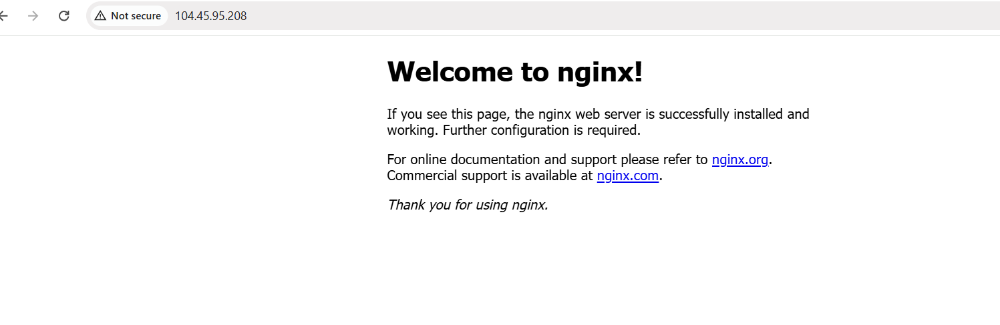 Not secure 104.45.95.208
Welcome to nginx!
If you see this page, the nginx web server is successfully installed and
working. Further configuration is required.
For online documentation and support please refer to nginx.org.
Commercial support is available at nginx.com.
Thank you for using nginx.